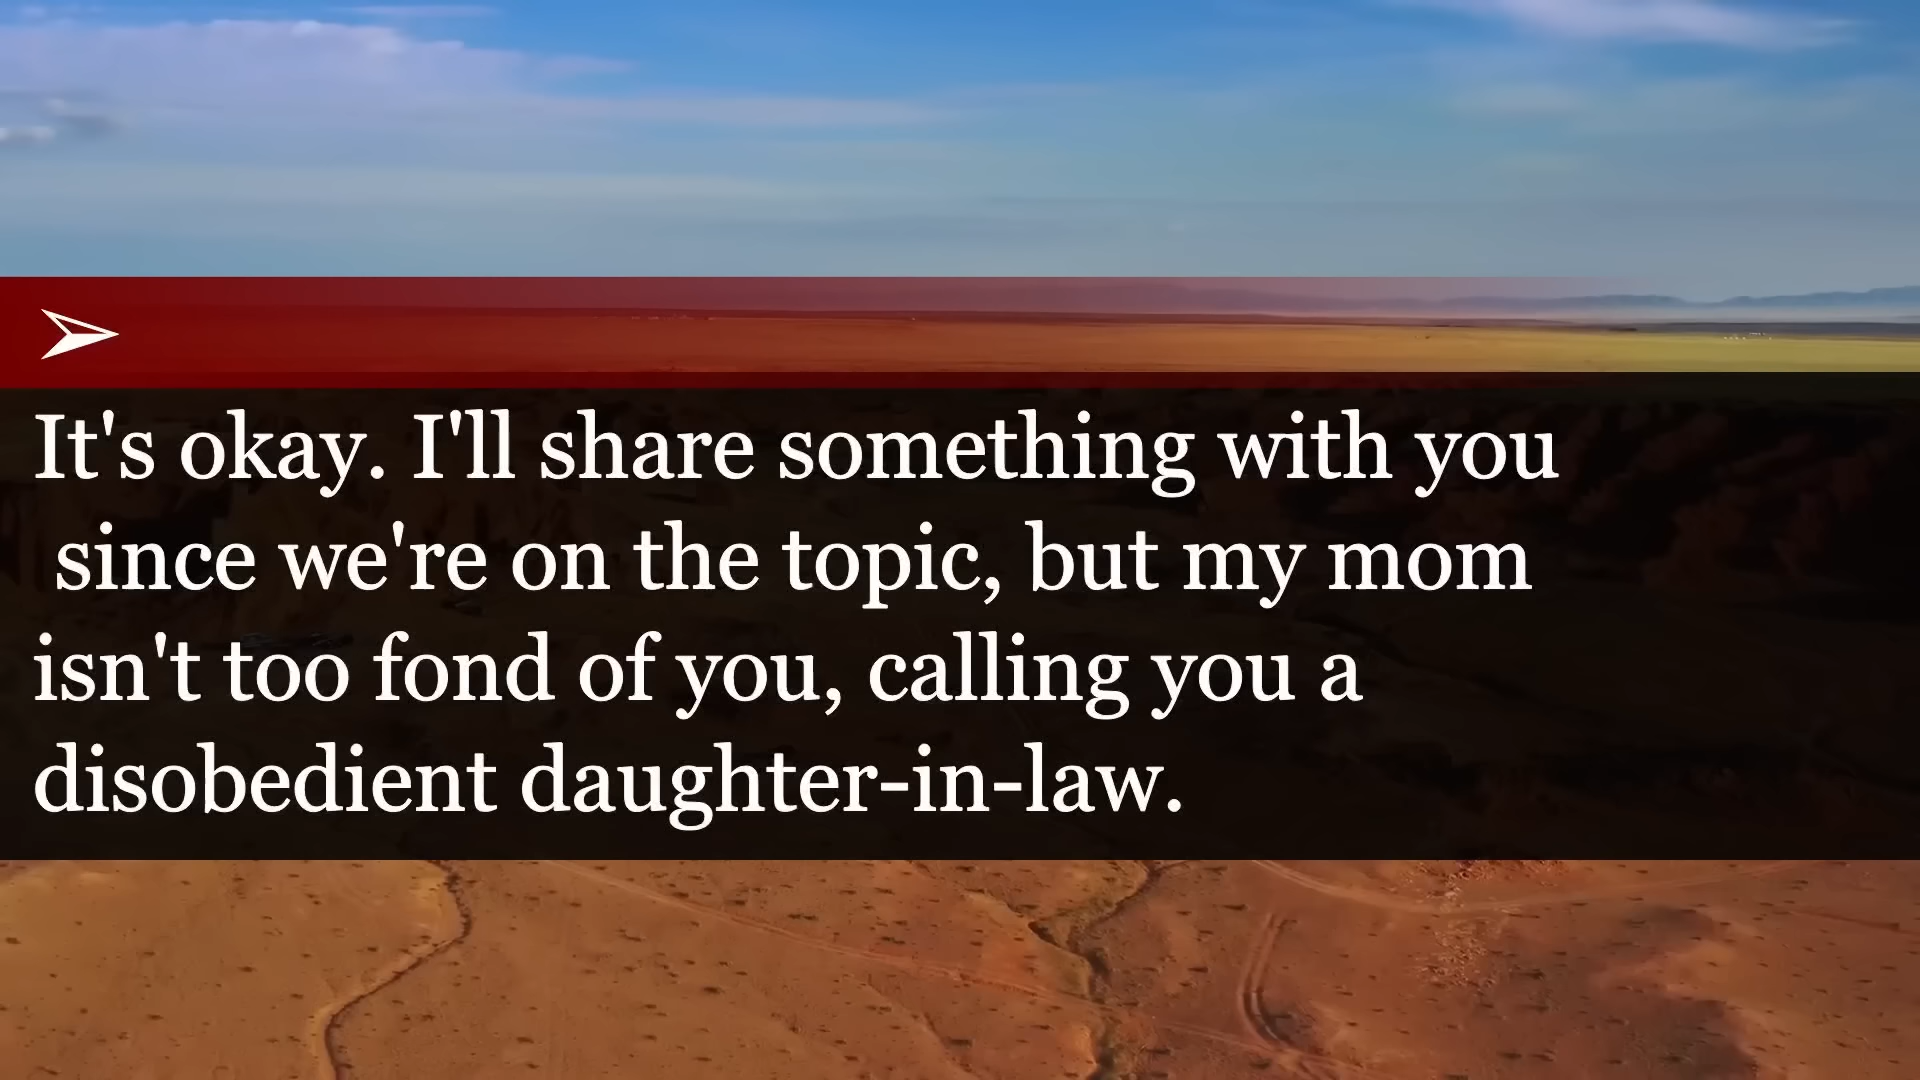 It's okay. I'll share something with you
since we're on the topic, but my mom
isn't too fond of you, calling you a
disobedient daughter-in-law.